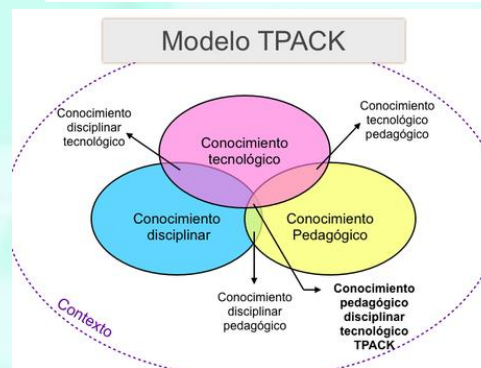 Modelo TPACK
Conocimiento
disciplinar
tecnológico
Conocimiento
tecnológico
pedagógico
Conocimiento
tecnológico
Conocimiento
disciplinar
Conocimiento
Pedagógico
Conocimiento
disciplinar
pedagógico
Conocimiento
pedagógico
disciplinar
tecnológico
TPACK
Contexto